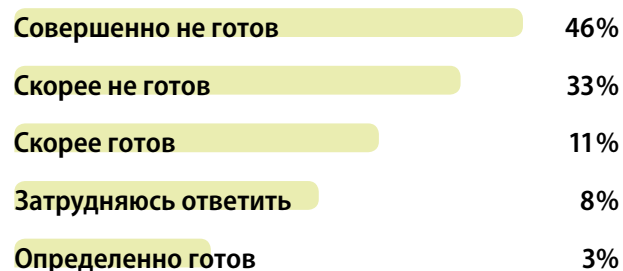 Совершенно не готов 46%
Скорее не готов 33%
Скорее готов 11%
Затрудняюсь ответить 8%
Определенно готов 3%